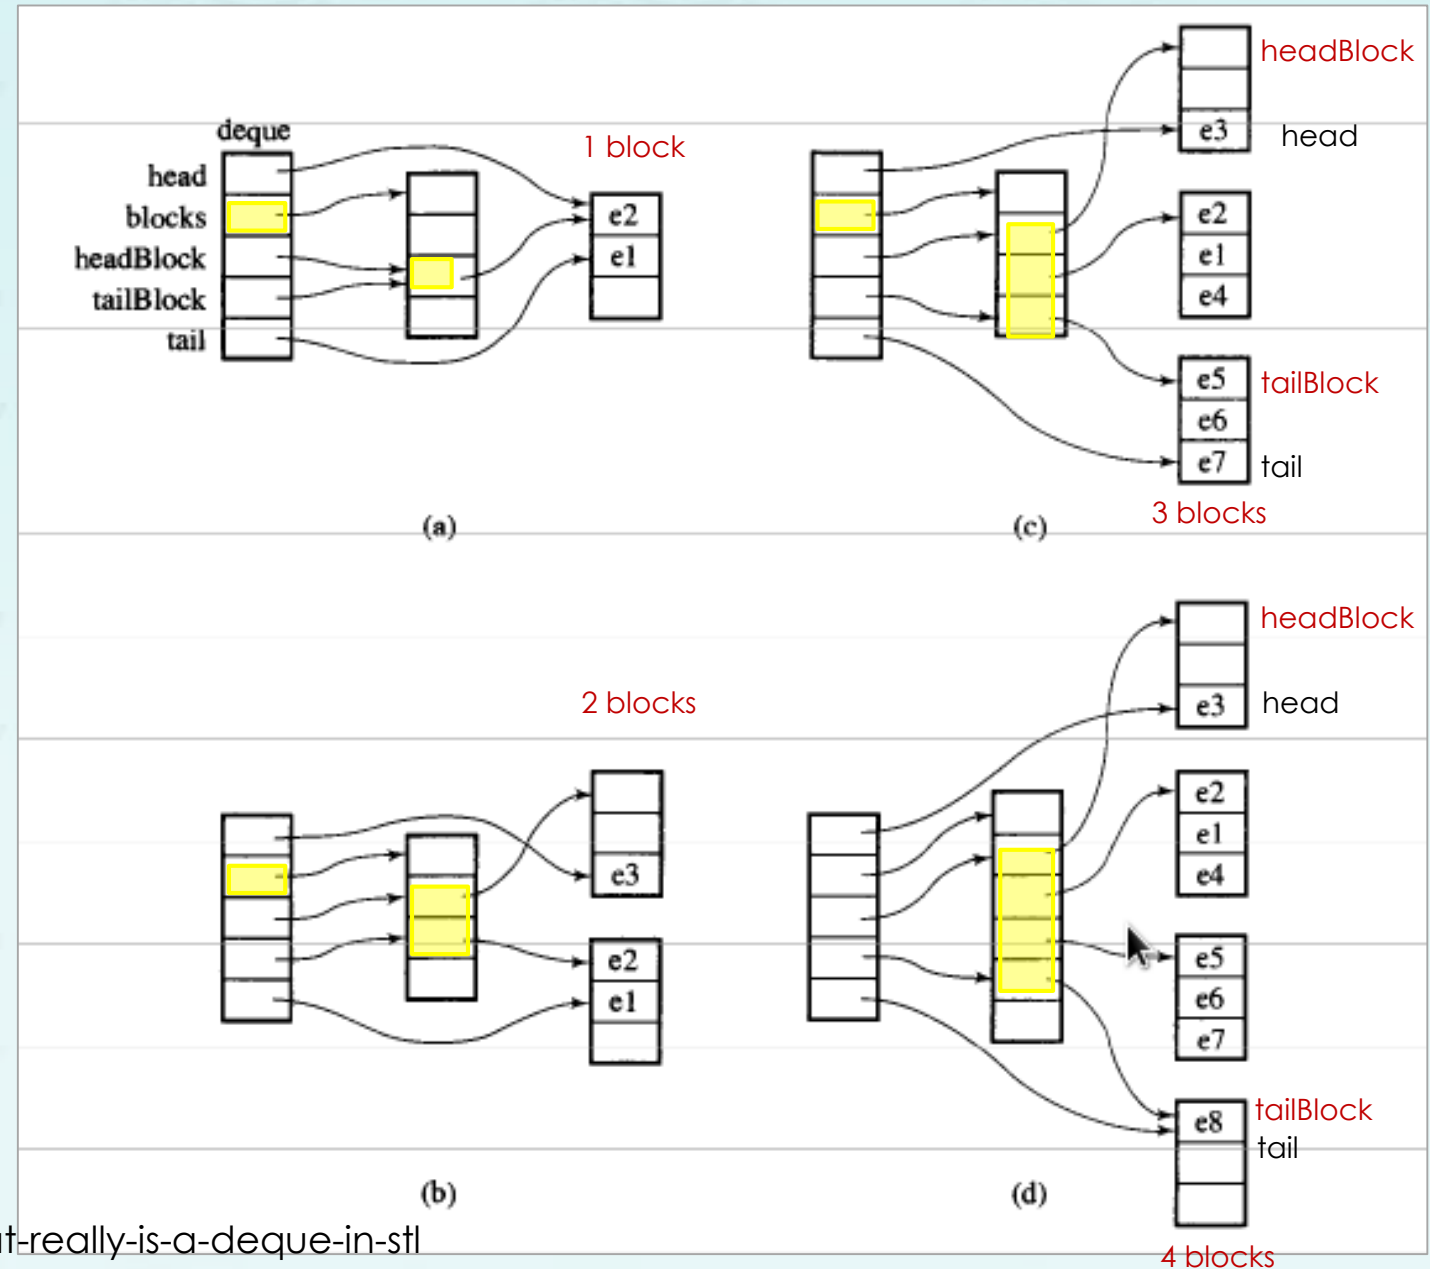 deque
head
blocks
headBlock
tailBlock
tail
1 block
e2
e1
(a)
headBlock
e3 head
e2
e1
e4
e5 tailBlock
e6
e7 tail
(c) 3 blocks
2 blocks
e3
e2
e1
(b)
headBlock
e3 head
e2
e1
e4
e5
e6
e7
e8 tailBlock
tail
(d)
4 blocks
t-really-is-a-deque-in-stl